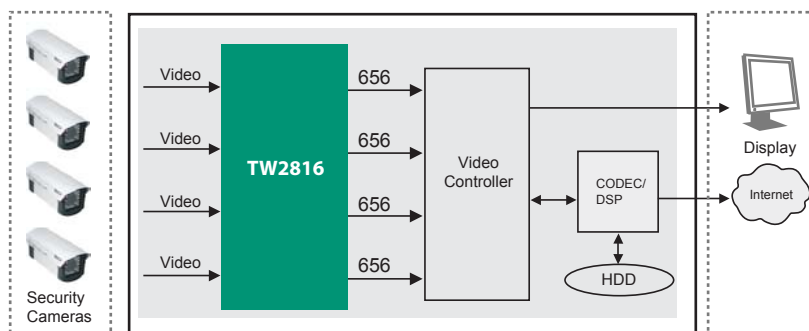 Security
Cameras
Video
Video
Video
Video
TW2816
656
656
656
656
Video
Controller
CODEC/
DSP
HDD
Display
Internet